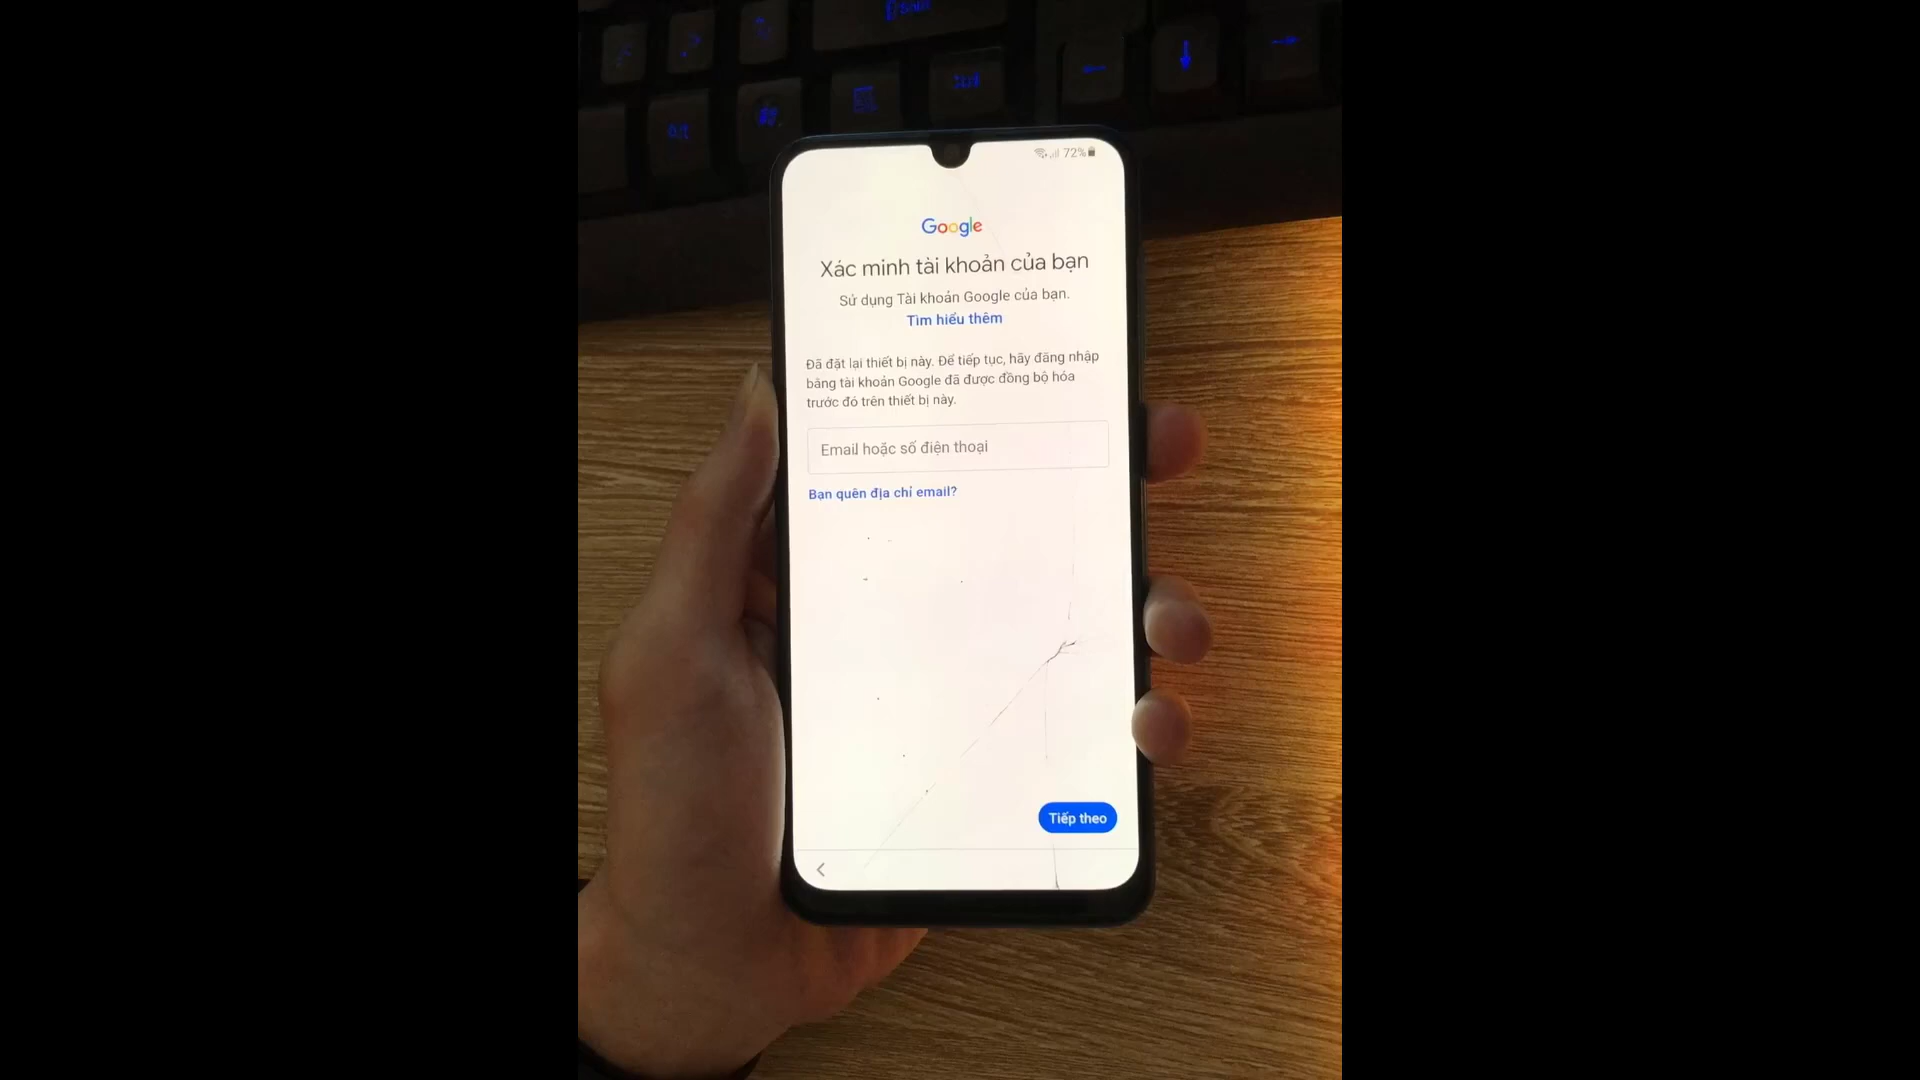 72%
Google
Xác minh tài khoản của bạn
Sử dụng Tài khoản Google của bạn.
Tìm hiểu thêm
Đã đặt lại thiết bị này. Để tiếp tục, hãy đăng nhập
bằng tài khoản Google đã được đồng bộ hóa
trước đó trên thiết bị này.
Email hoặc số điện thoại
Bạn quên địa chỉ email?
Tiếp theo